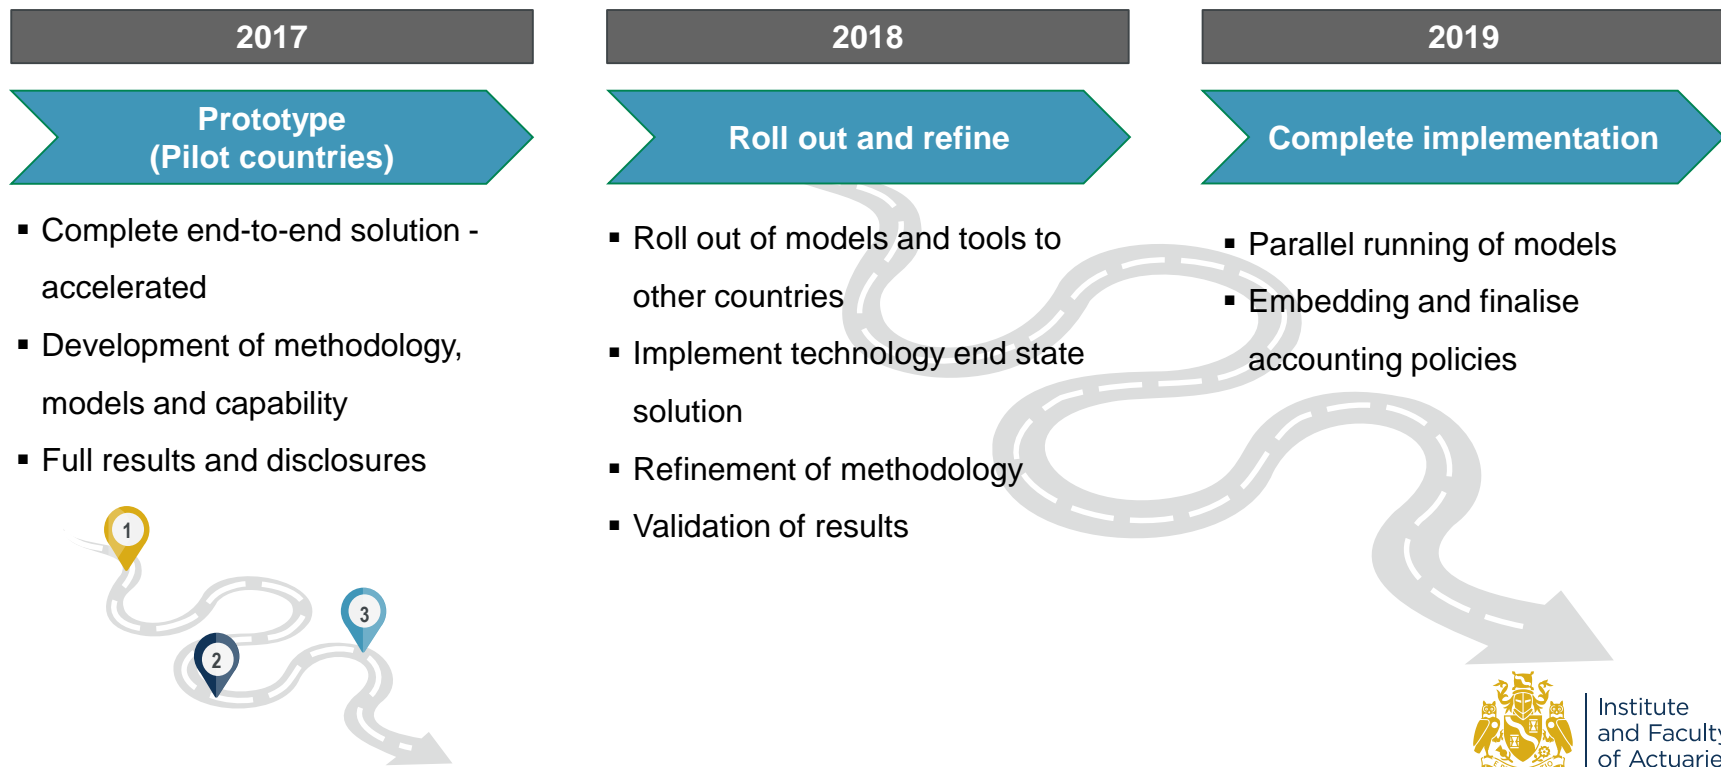 2017
Prototype
(Pilot countries)
▪ Complete end-to-end solution -
accelerated
▪ Development of methodology,
models and capability
▪ Full results and disclosures
1
2
3
2018
Roll out and refine
▪ Roll out of models and tools to
other countries
▪ Implement technology end state
solution
▪ Refinement of methodology
▪ Validation of results
2019
Complete implementation
▪ Parallel running of models
▪ Embedding and finalise
accounting policies
Institute
and Faculty
of Actuarie